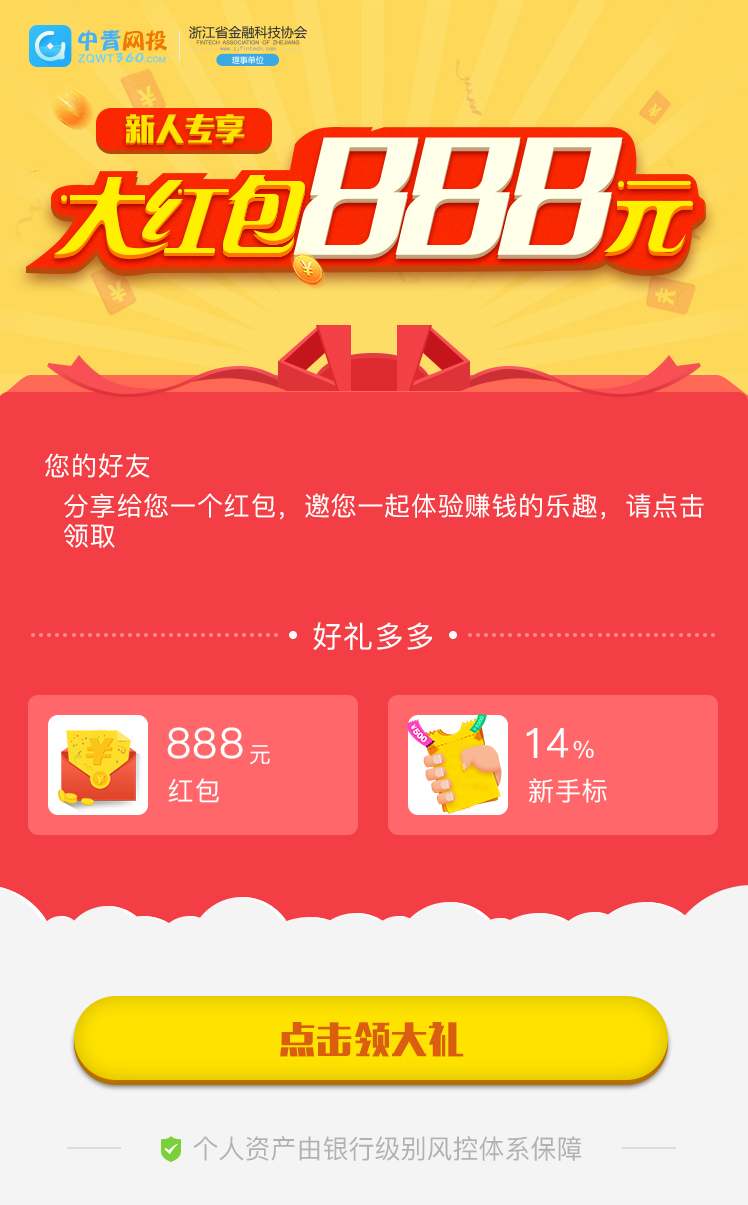 中青网投
ZQWT360.COM
浙江省金融科技协会
FINTECH ASSOCIATION OF ZHEJIANG
www.zjfintech.com
理事单位
新人专享
大红包888元
您的好友
分享给您一个红包，邀您一起体验赚钱的乐趣，请点击
领取
• 好礼多多 •
888元
红包
¥500
14%
新手标
点击领大礼
个人资产由银行级别风控体系保障